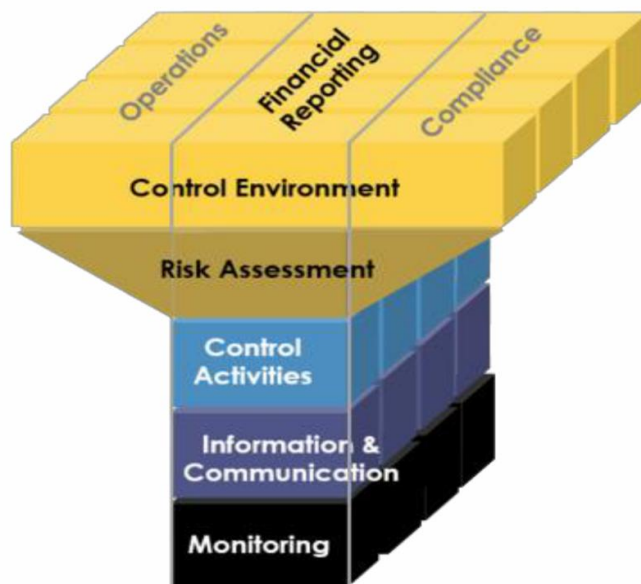 Operations
Financial
Reporting
Compliance
Control Environment
Risk Assessment
Control
Activities
Information &
Communication
Monitoring